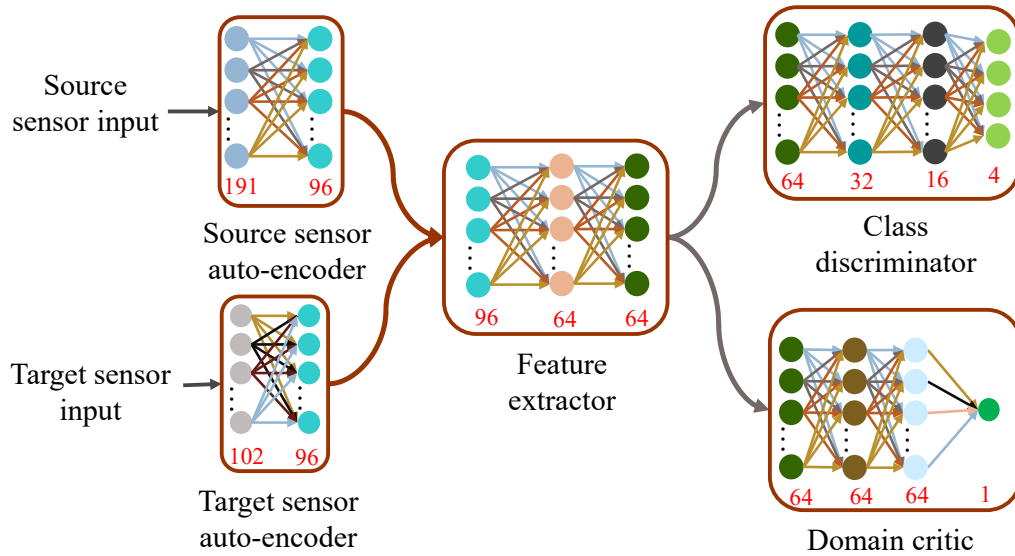 Source
sensor input
191 96
Source sensor
auto-encoder
Target sensor
input
102 96
Target sensor
auto-encoder
96 64 64
Feature
extractor
64 32 16 4
Class
discriminator
64 64 64 1
Domain critic